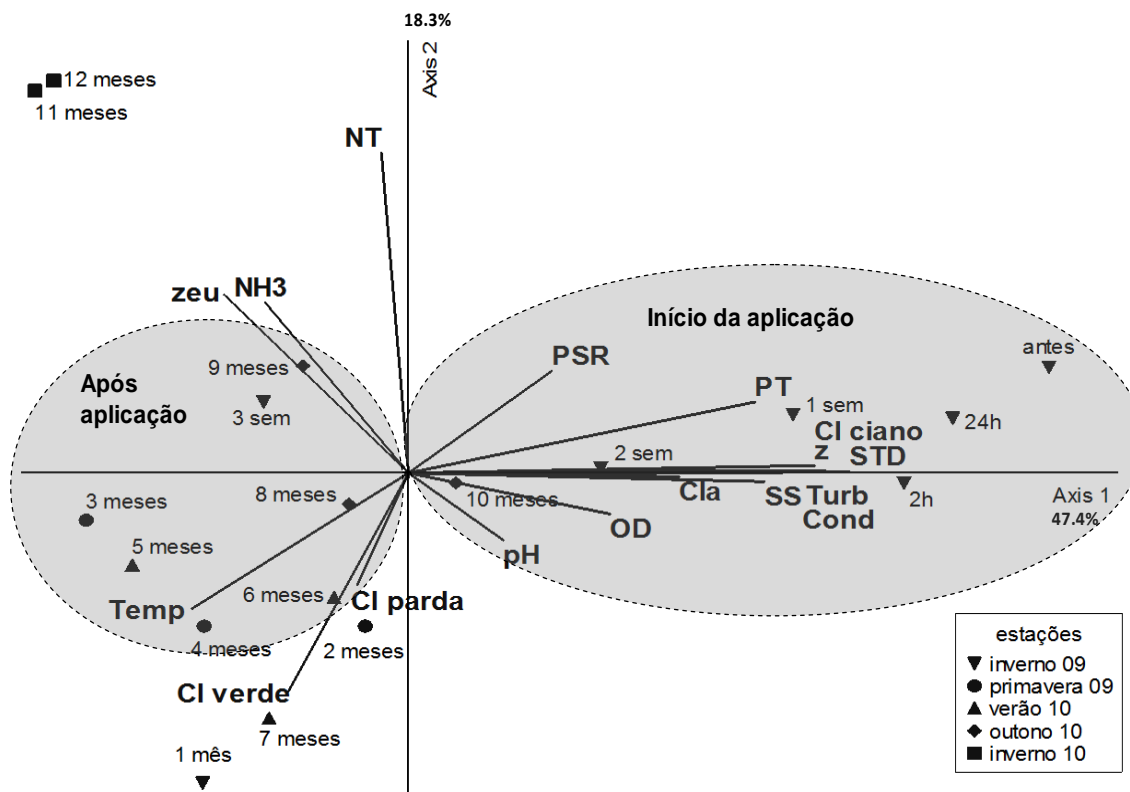 18.3%
Axis 2
12 meses
11 meses
NT
zeu
NH3
Início da aplicação
PSR
antes
9 meses
Após
aplicação
3 sem
PT
1 sem
24h
Cl ciano
z
STD
2 sem
3 meses
8 meses
10 meses
Cla
SS Turb
Cond
2h
Axis 1
47.4%
OD
pH
5 meses
Temp
6 meses
Cl parda
4 meses
2 meses
Cl verde
7 meses
1 mês
estações
inverno 09
primavera 09
verão 10
outono 10
inverno 10